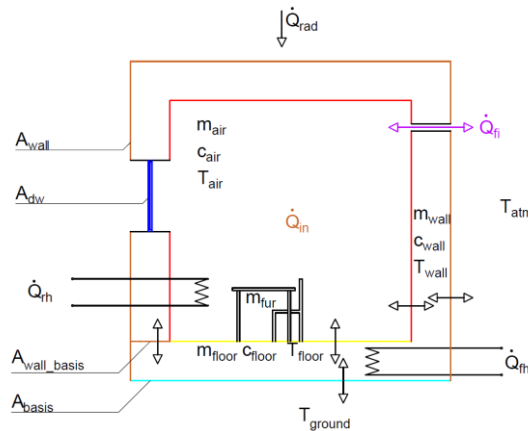 Q̇rad
Awall
mair
cair
Tair
Q̇fi
Adw
Tatm
Q̇in
mwall
cwall
Twall
Q̇rh
mfur
Awall_basis
mfloor cfloor Tfloor
Q̇fh
Abasis
Tground